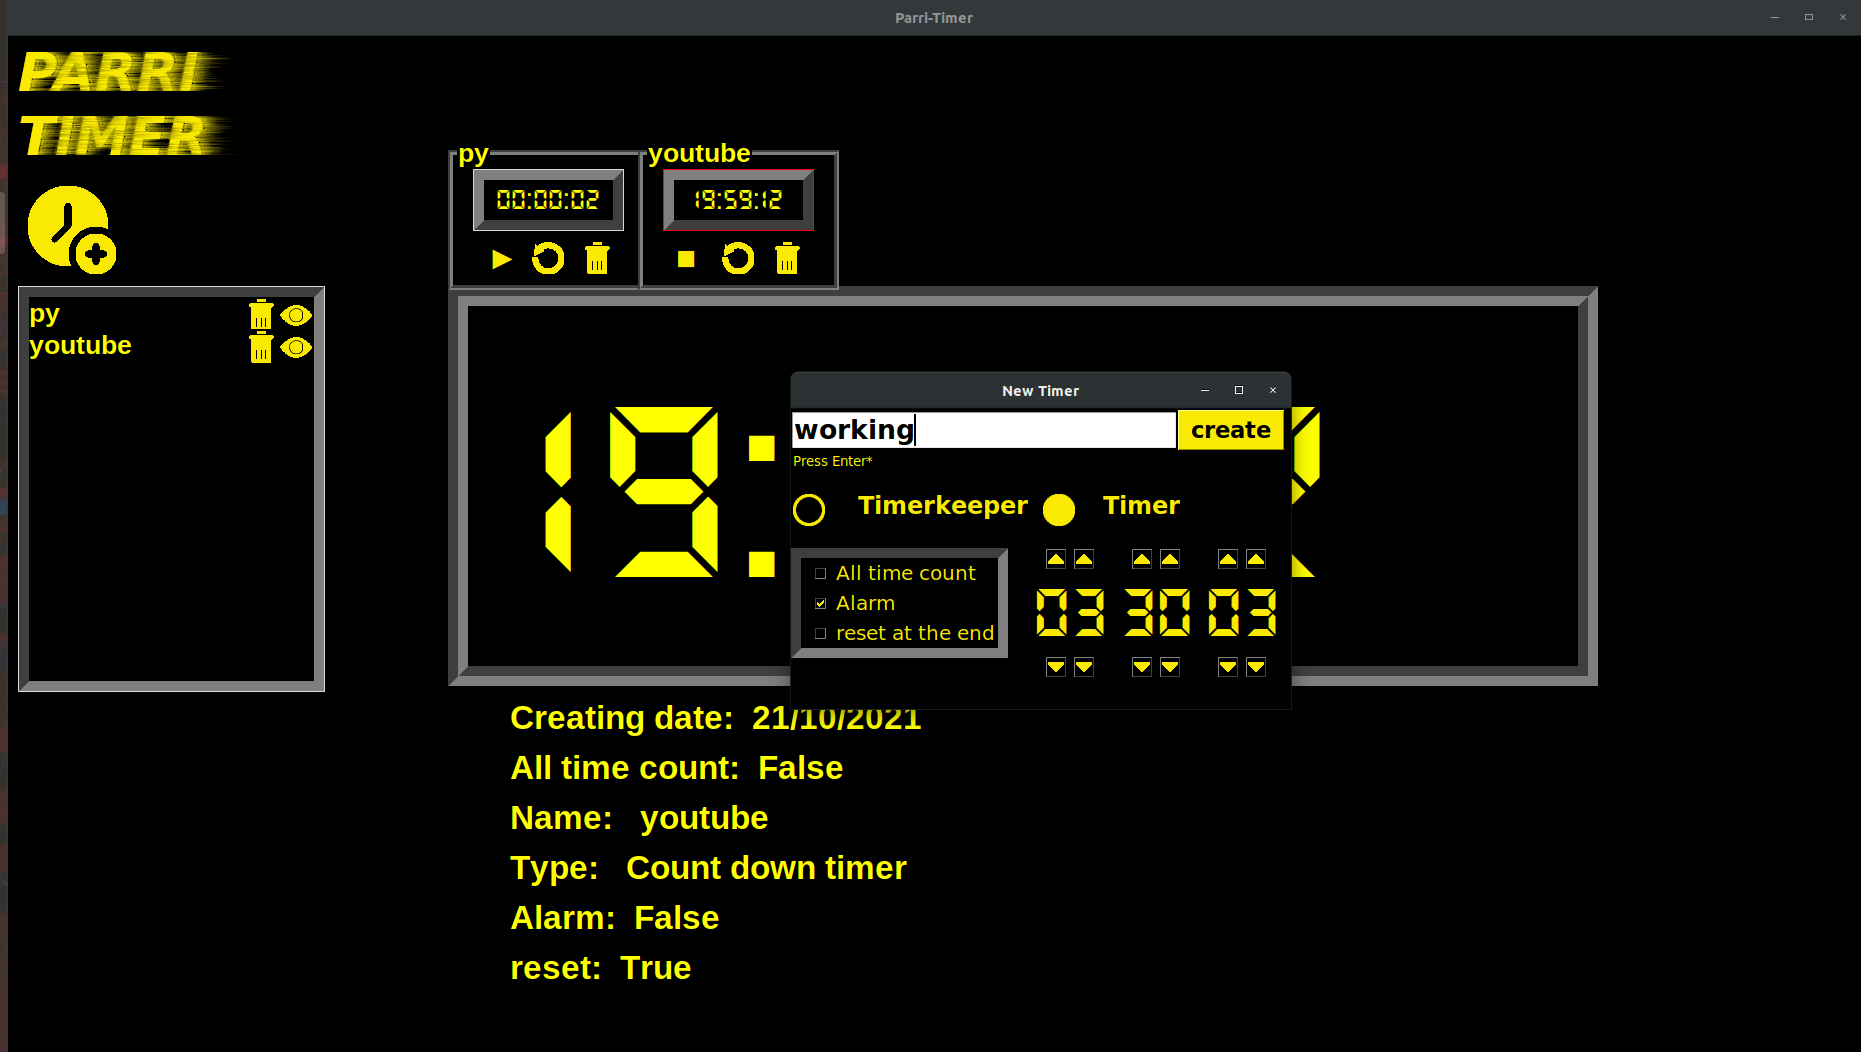 Parri-Timer
PARRI
TIMER
py
youtube
00:00:02
19:59:12
py
youtube
19:
New Timer
working
create
Press Enter*
Timerkeeper
Timer
All time count
Alarm
reset at the end
03 30 03
Creating date: 21/10/2021
All time count: False
Name: youtube
Type: Count down timer
Alarm: False
reset: True